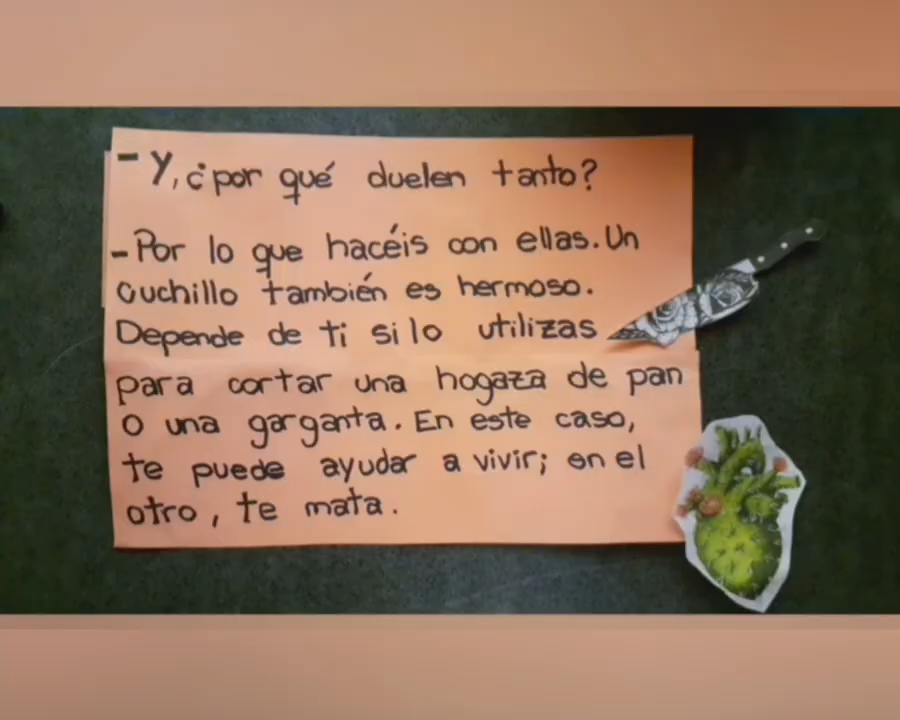 - Y, ¿por qué duelen tanto?
- Por lo que hacéis con ellas. Un
cuchillo también es hermoso.
Depende de ti si lo utilizas
para cortar una hogaza de pan
o una garganta. En este caso,
te puede ayudar a vivir; en el
otro, te mata.